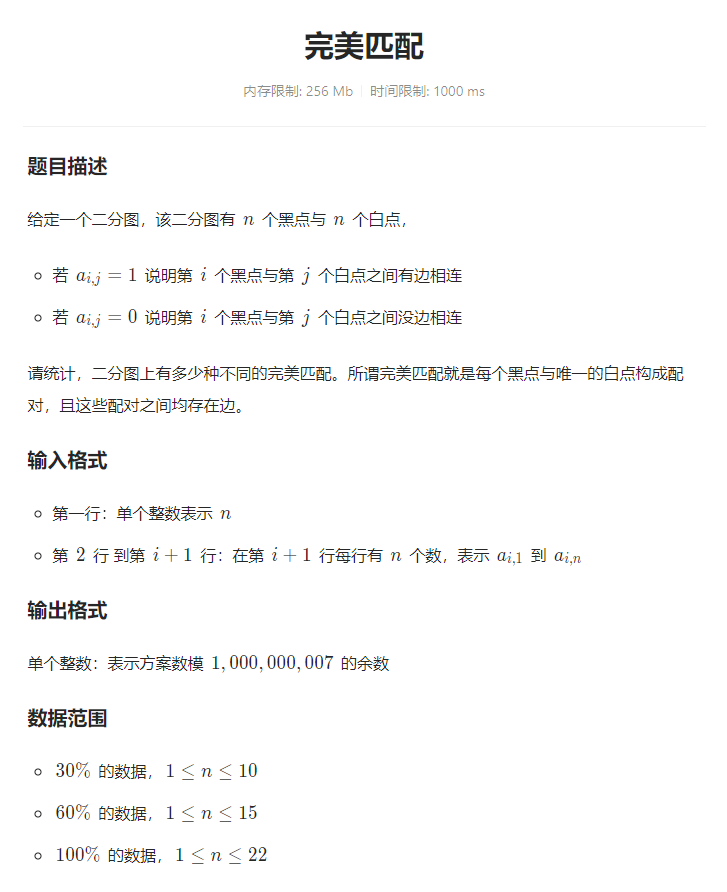 完美匹配
内存限制: 256 Mb 时间限制: 1000 ms
题目描述
给定一个二分图，该二分图有 n 个黑点与 n 个白点，
若 a_{i,j} = 1 说明第 i 个黑点与第 j 个白点之间有边相连
若 a_{i,j} = 0 说明第 i 个黑点与第 j 个白点之间没边相连
请统计，二分图上有多少种不同的完美匹配。所谓完美匹配就是每个黑点与唯一的白点构成配
对，且这些配对之间均存在边。
输入格式
第一行：单个整数表示 n
第 2 行 到第 i + 1 行：在第 i + 1 行每行有 n 个数，表示 a_{i,1} 到 a_{i,n}
输出格式
单个整数：表示方案数模 1,000,000,007 的余数
数据范围
30% 的数据，1 ≤ n ≤ 10
60% 的数据，1 ≤ n ≤ 15
100% 的数据，1 ≤ n ≤ 22